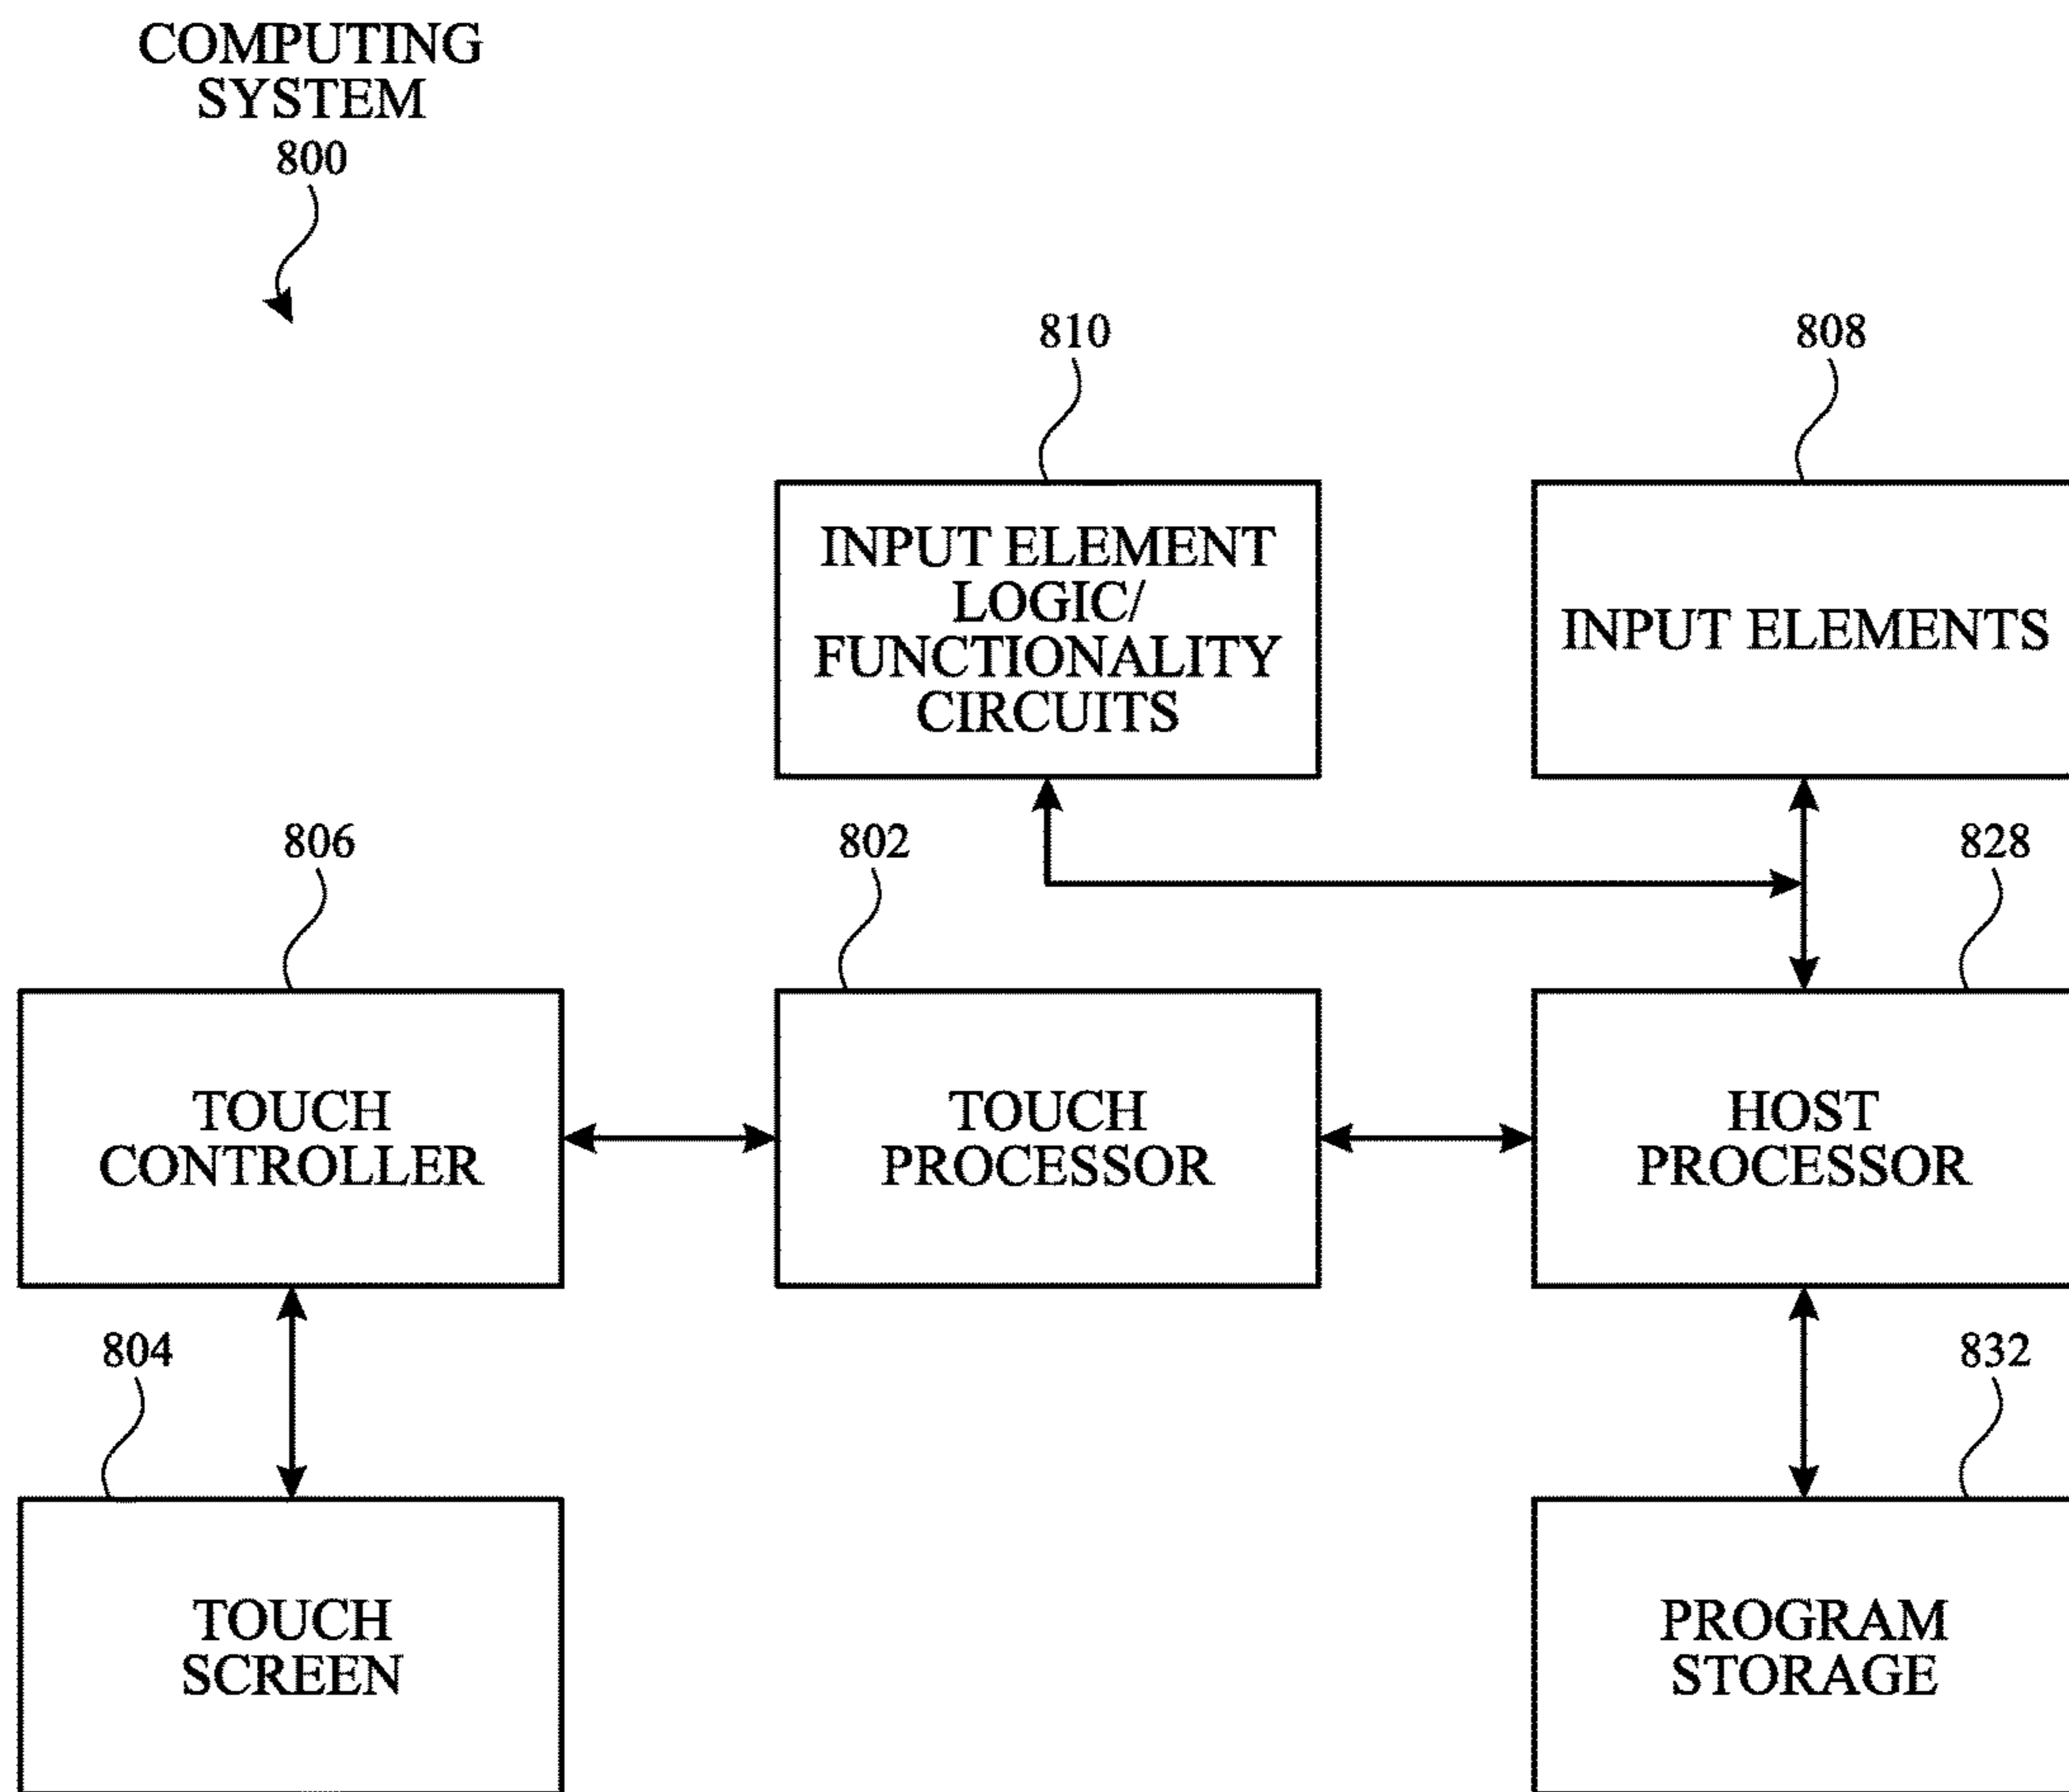 COMPUTING
SYSTEM
800
810
808
INPUT ELEMENT
LOGIC/
FUNCTIONALITY
CIRCUITS
INPUT ELEMENTS
806
802
828
TOUCH
CONTROLLER
TOUCH
PROCESSOR
HOST
PROCESSOR
804
832
TOUCH
SCREEN
PROGRAM
STORAGE